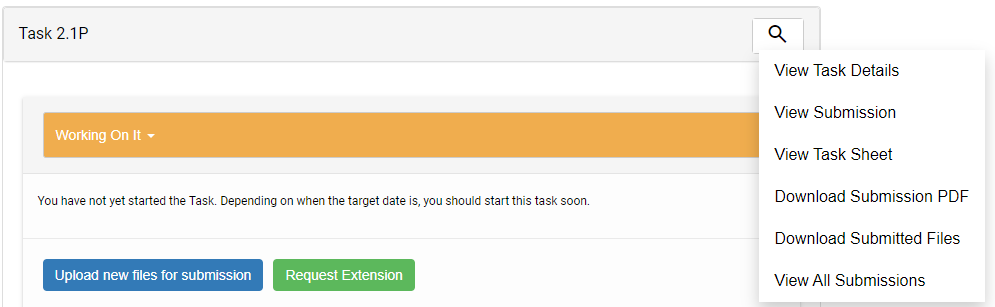 Task 2.1P
View Task Details
View Submission
View Task Sheet
Download Submission PDF
Download Submitted Files
View All Submissions
Working On It
You have not yet started the Task. Depending on when the target date is, you should start this task soon.
Upload new files for submission
Request Extension